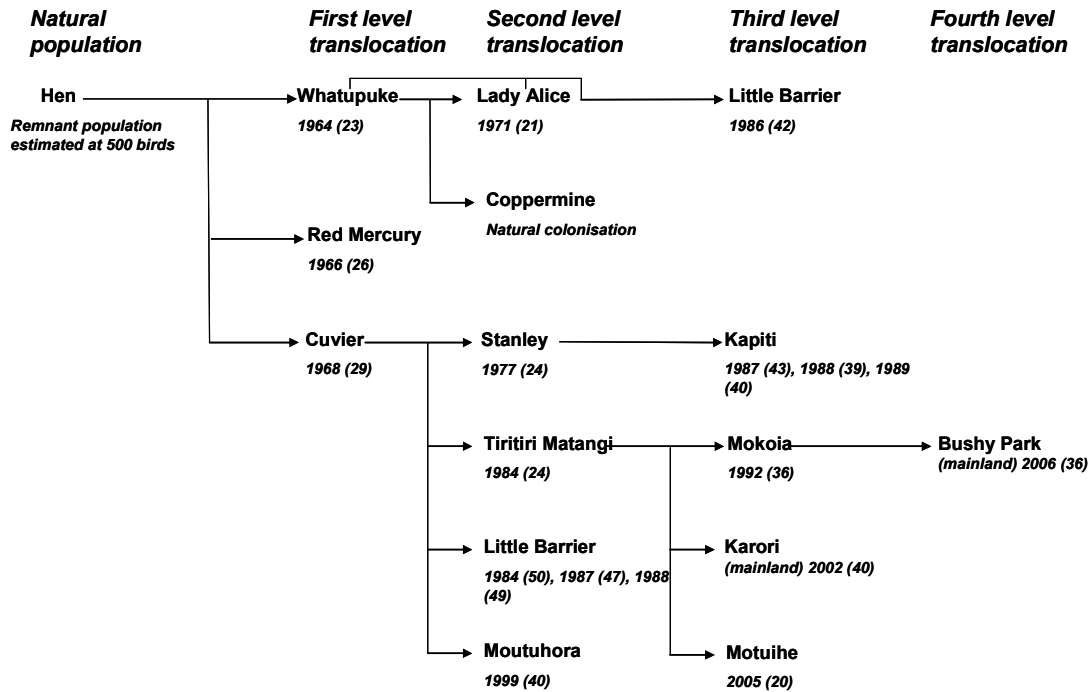 Natural population
First level translocation
Second level translocation
Third level translocation
Fourth level translocation
Hen
Remnant population
estimated at 500 birds
Whatupuke
1964 (23)
Lady Alice
1971 (21)
Little Barrier
1986 (42)
Coppermine
Natural colonisation
Red Mercury
1966 (26)
Cuvier
1968 (29)
Stanley
1977 (24)
Kapiti
1987 (43), 1988 (39), 1989
(40)
Tiritiri Matangi
1984 (24)
Mokoia
1992 (36)
Bushy Park
(mainland) 2006 (36)
Little Barrier
1984 (50), 1987 (47), 1988
(49)
Karori
(mainland) 2002 (40)
Moutuhora
1999 (40)
Motuihe
2005 (20)